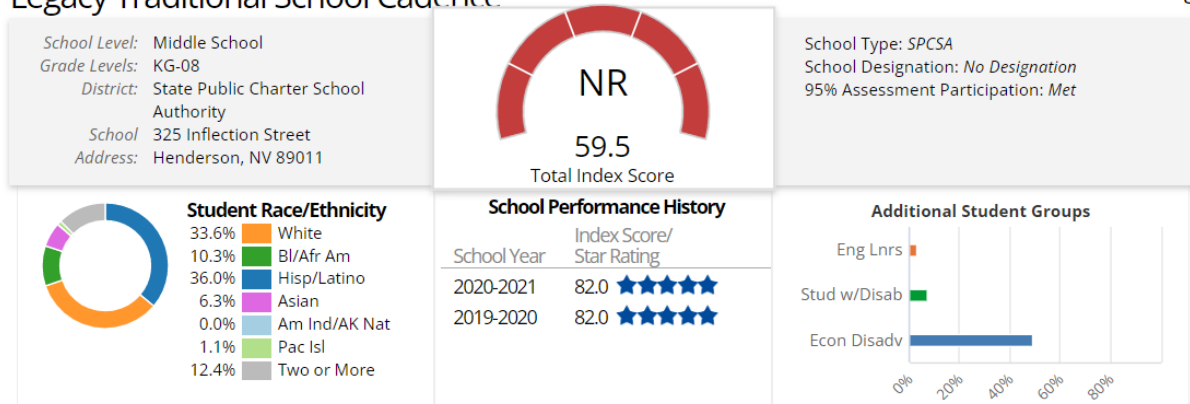 Legacy Traditional School Cadence
School Level: Middle School
Grade Levels: KG-08
District: State Public Charter School
Authority
School 325 Inflection Street
Address: Henderson, NV 89011
NR
59.5
Total Index Score
School Type: SPCSA
School Designation: No Designation
95% Assessment Participation: Met
Student Race/Ethnicity
33.6% White
10.3% Bl/Afr Am
36.0% Hisp/Latino
6.3% Asian
0.0% Am Ind/AK Nat
1.1% Pac Isl
12.4% Two or More
School Performance History
Index Score/
School Year Star Rating
2020-2021 82.0
2019-2020 82.0
Additional Student Groups
Eng Lnrs
Stud w/Disab
Econ Disadv
0% 20% 40% 60% 80%